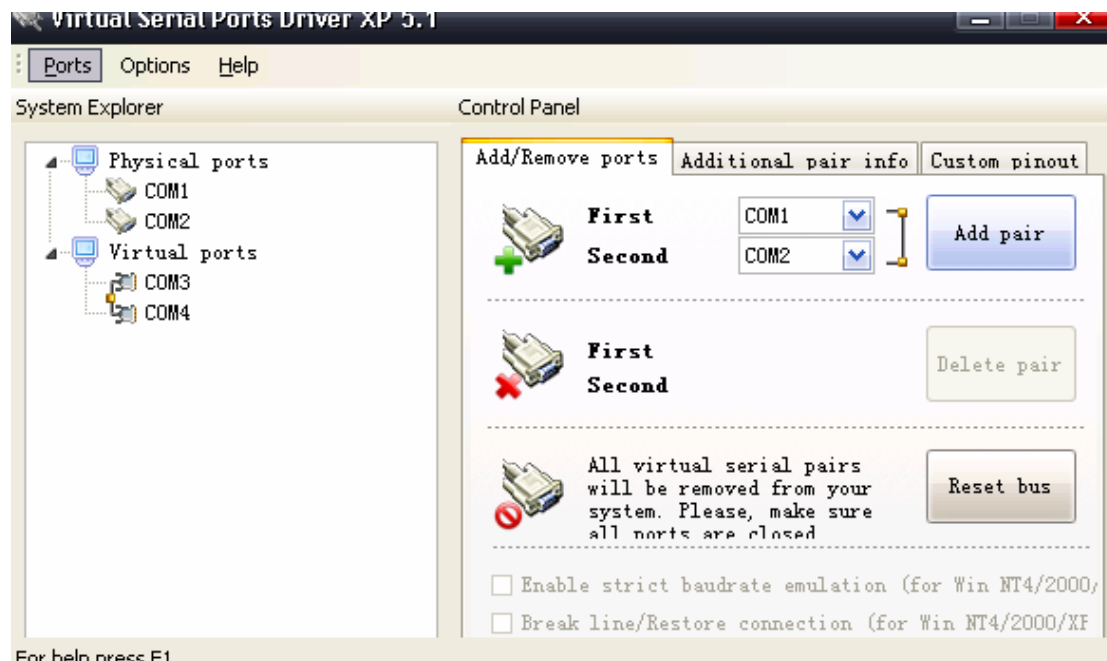 Virtual Serial Ports Driver XP 5.1
Ports Options Help
System Explorer
Control Panel
Physical ports
COM1
COM2
Virtual ports
COM3
COM4
Add/Remove ports Additional pair info Custom pinout
First COM1
Second COM2
Add pair
First
Second
Delete pair
All virtual serial pairs
will be removed from your
system. Please, make sure
all ports are closed
Reset bus
Enable strict baudrate emulation (for Win NT4/2000/
Break line/Restore connection (for Win NT4/2000/XP
For help press F1